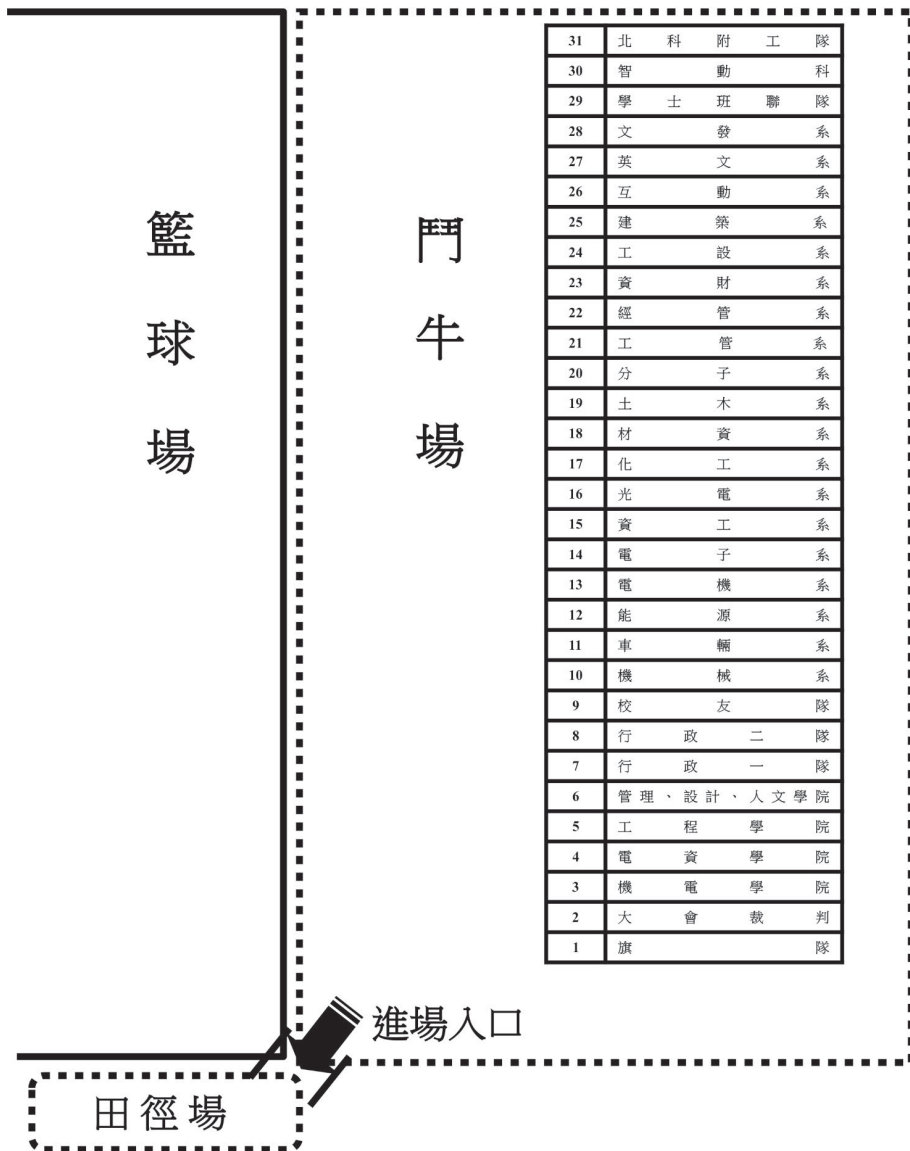 籃球場
鬥牛場
31 北科附工隊
30 智動科
29 學士班聯隊
28 文發系
27 英文系
26 互動系
25 建築系
24 工設系
23 資財系
22 經管系
21 工管系
20 分子系
19 土木系
18 材資系
17 化工系
16 光電系
15 資工系
14 電子系
13 電機系
12 能源系
11 車輛系
10 機械系
9 校友隊
8 行政二隊
7 行政一隊
6 管理、設計、人文學院
5 工程學院
4 電資學院
3 機電學院
2 大會裁判
1 旗隊
進場入口
田徑場